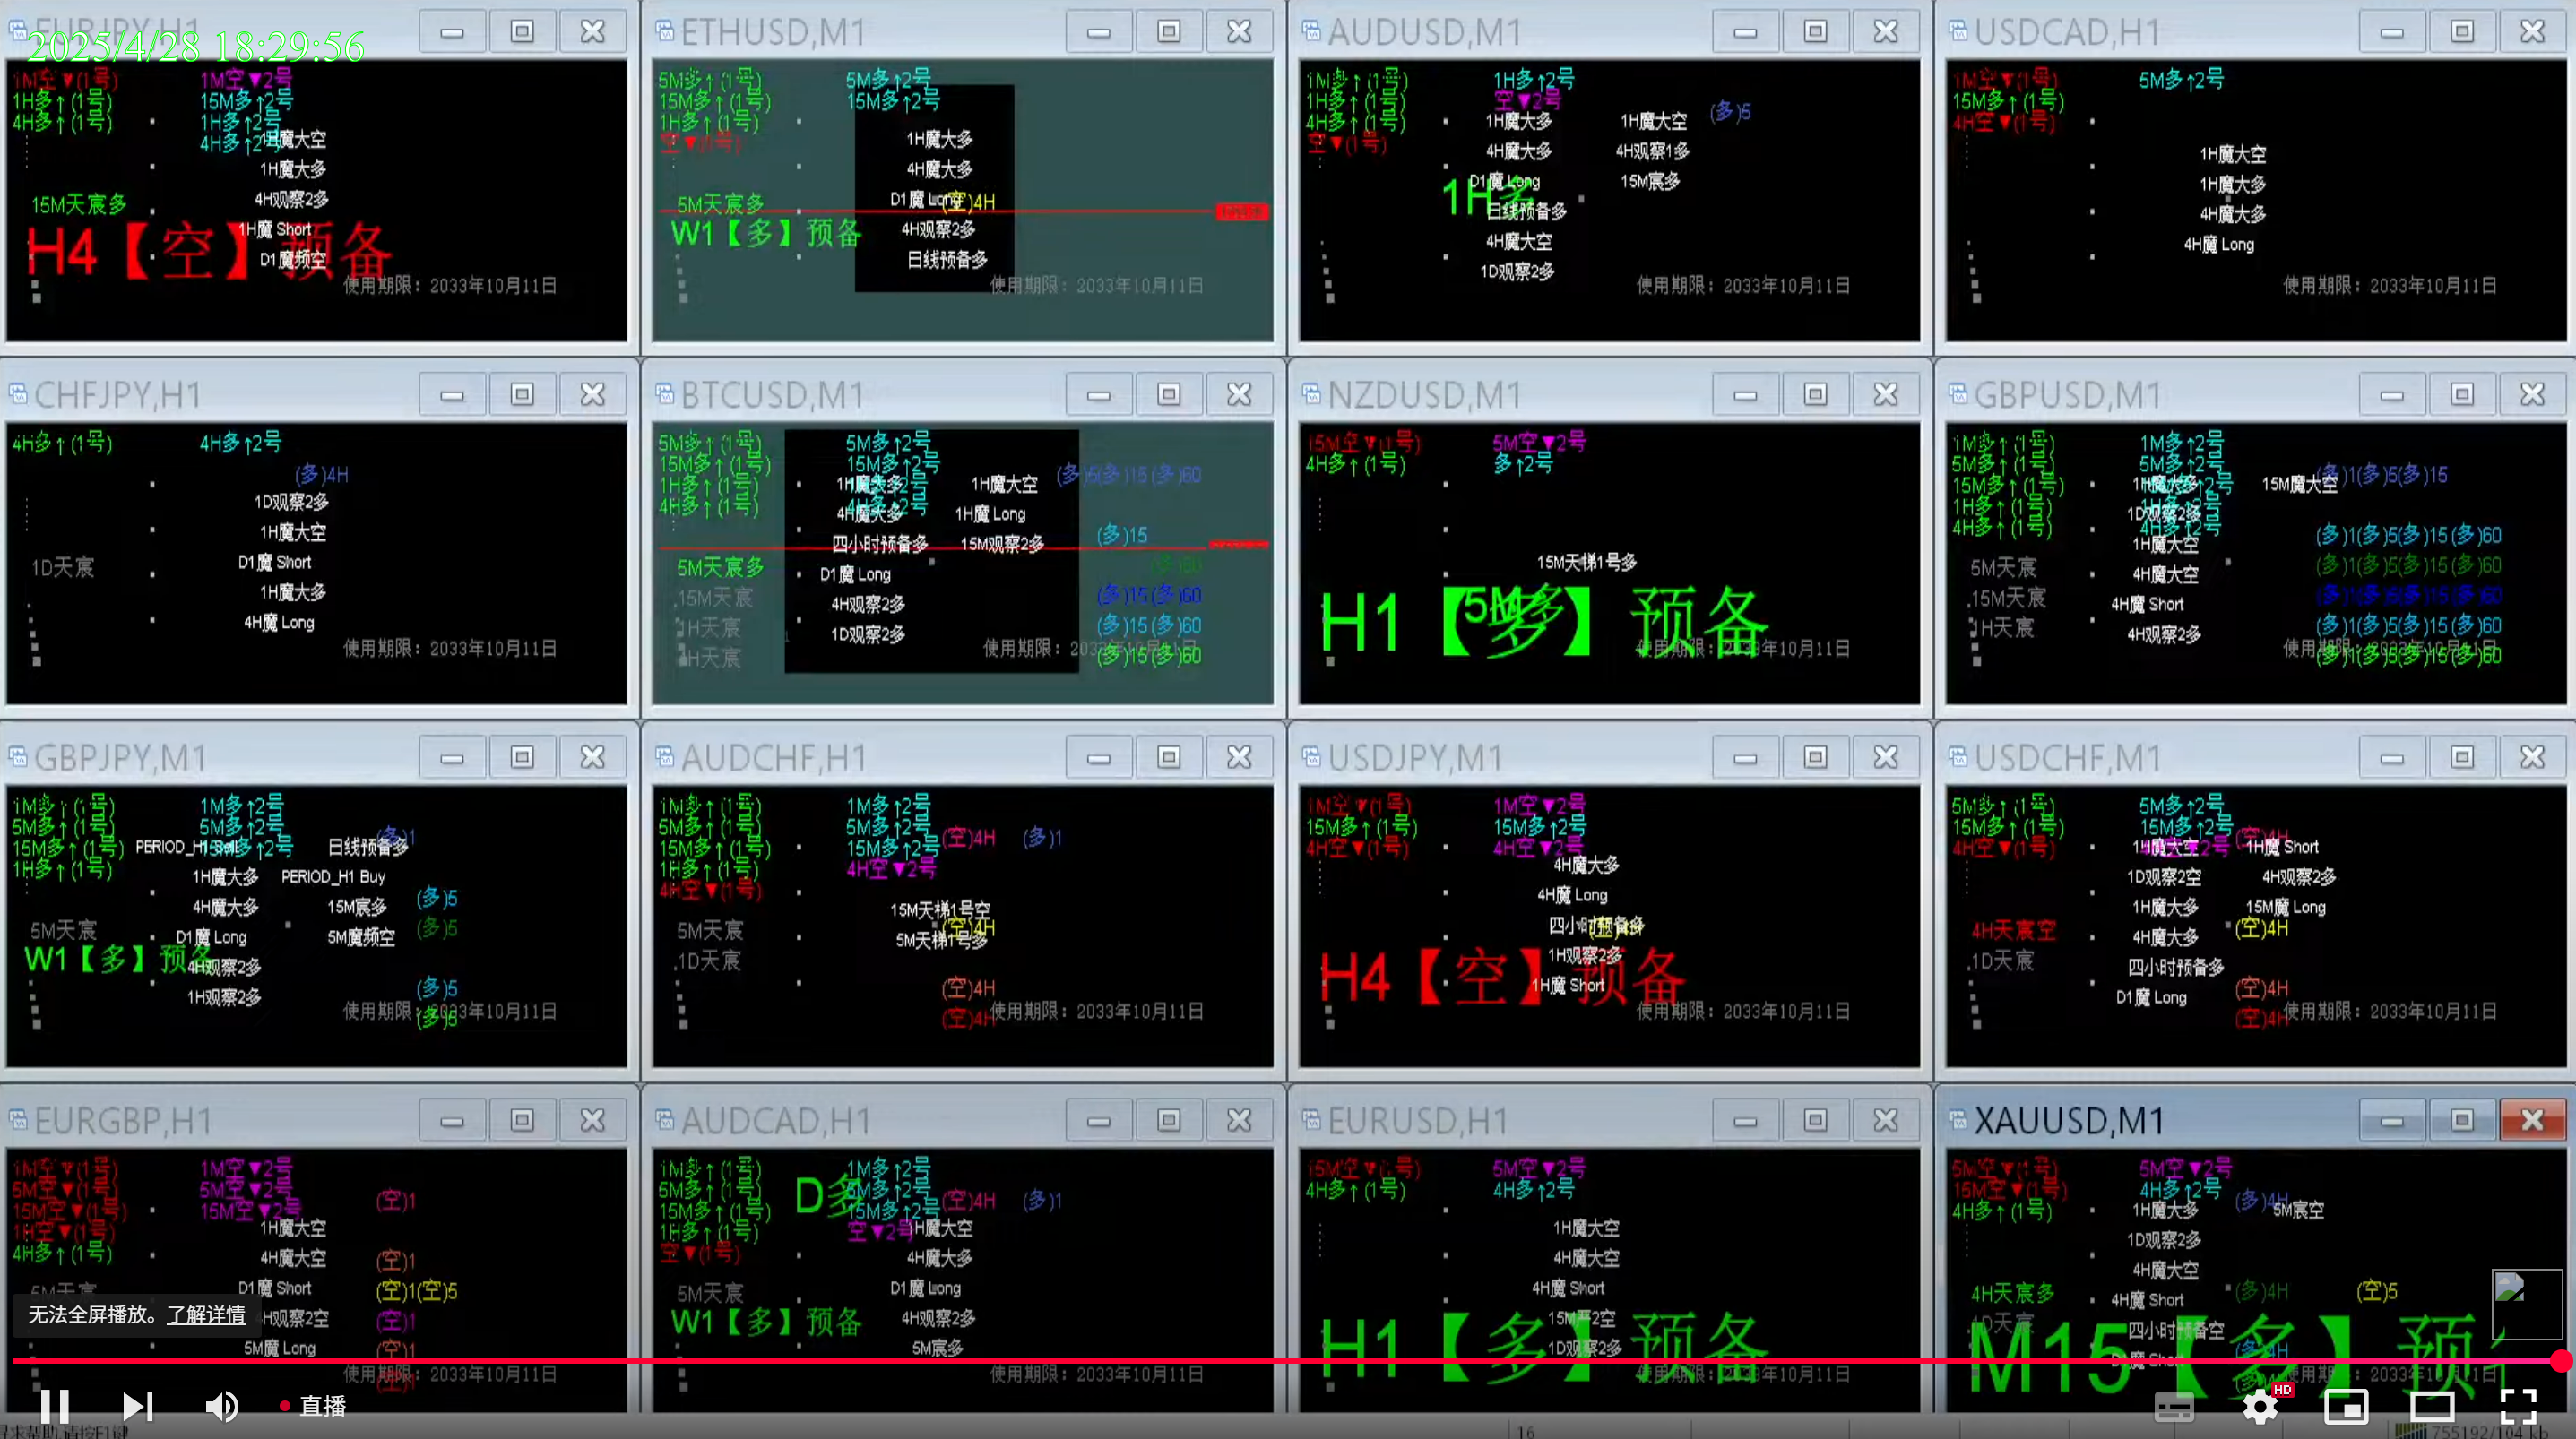 EURJPY,H1
2025/4/28 18:29:56
1M空▼(1号)
1H多↑(1号)
4H多↑(1号)
1M空▼2号
15M多↑2号
1H多↑2号
4H多↑2号
1H魔大空
1H魔大多
4H观察2多
1H魔 Short
D1魔频空
15M天宸多
H4【空】预备
使用期限：2033年10月11日
ETHUSD,M1
5M多↑(1号)
15M多↑(1号)
1H多↑(1号)
空▼(1号)
5M多↑2号
15M多↑2号
1H魔大多
4H魔大多
D1魔 Long
(空)4H
4H观察2多
日线预备多
5M天宸多
W1【多】预备
使用期限：2033年10月11日
AUDUSD,M1
1M多↑(1号)
1H多↑(1号)
4H多↑(1号)
空▼(1号)
1H多↑2号
空▼2号
1H魔大多
4H魔大多
D1魔 Long
日线预备多
4H魔大空
1D观察2多
1H魔大空
4H观察1多
15M宸多
(多)5
1H多
使用期限：2033年10月11日
USDCAD,H1
1M空▼(1号)
15M多↑(1号)
4H空▼(1号)
5M多↑2号
1H魔大空
1H魔大多
4H魔大多
4H魔 Long
使用期限：2033年10月11日
CHFJPY,H1
4H多↑(1号)
4H多↑2号
(多)4H
1D观察2多
1H魔大空
D1魔 Short
1H魔大多
4H魔 Long
1D天宸
使用期限：2033年10月11日
BTCUSD,M1
5M多↑(1号)
15M多↑(1号)
1H多↑(1号)
4H多↑(1号)
5M多↑2号
15M多↑2号
1H多↑2号
4H多↑2号
1H魔大多
4H魔大多
四小时预备多
D1魔 Long
4H观察2多
1D观察2多
1H魔大空
1H魔 Long
15M观察2多
(多)5(多)15(多)60
(多)15
(多)60
(多)15(多)60
(多)15(多)60
(多)15(多)60
5M天宸多
15M天宸
1H天宸
使用期限：2033年10月11日
NZDUSD,M1
15M空▼(1号)
4H多↑(1号)
5M空▼2号
多↑2号
15M天梯1号多
5M多
H1【多】预备
使用期限：2033年10月11日
GBPUSD,M1
1M多↑(1号)
5M多↑(1号)
15M多↑(1号)
1H多↑(1号)
4H多↑(1号)
1M多↑2号
5M多↑2号
15M多↑2号
1H多↑2号
4H多↑2号
1H魔大多
1D观察2多
1H魔大空
4H魔大空
4H魔 Short
4H观察2多
15M魔大空
(多)1(多)5(多)15
(多)1(多)5(多)15(多)60
(多)1(多)5(多)15(多)60
(多)1(多)5(多)15(多)60
(多)1(多)5(多)15(多)60
(多)1(多)5(多)15(多)60
5M天宸
15M天宸
1H天宸
GBPJPY,M1
1M多↑(1号)
5M多↑(1号)
15M多↑(1号)
1H多↑(1号)
1M多↑2号
5M多↑2号
15M多↑2号
(多)1
PERIOD_H1
1H魔大多
4H魔大多
D1魔 Long
4H观察2多
1H观察2多
日线预备多
PERIOD_H1 Buy
15M宸多
5M魔频空
(多)5
(多)5
(多)5
(多)5
5M天宸
W1【多】预备
使用期限：2033年10月11日
AUDCHF,H1
1M多↑(1号)
5M多↑(1号)
15M多↑(1号)
1H多↑(1号)
4H空▼(1号)
1M多↑2号
5M多↑2号
15M多↑2号
4H空▼2号
(空)4H
(多)1
15M天梯1号空
(空)4H
5M天梯1号多
(空)4H
(空)4H
5M天宸
1D天宸
使用期限：2033年10月11日
USDJPY,M1
1M空▼(1号)
15M多↑(1号)
4H空▼(1号)
1M空▼2号
15M多↑2号
4H空▼2号
4H魔大多
4H魔 Long
四小时预备多
1H观察2多
1H魔 Short
H4【空】预备
使用期限：2033年10月11日
USDCHF,M1
5M多↑(1号)
15M多↑(1号)
4H空▼(1号)
5M多↑2号
15M多↑2号
4H空▼2号
(空)4H
1H魔大空
1D观察2空
1H魔大多
4H魔大多
四小时预备多
D1魔 Long
1H魔 Short
4H观察2多
15M魔 Long
(空)4H
(空)4H
(空)4H
4H天宸空
1D天宸
使用期限：2033年10月11日
EURGBP,H1
1M空▼(1号)
5M空▼(1号)
15M空▼(1号)
1H空▼(1号)
4H多↑(1号)
1M空▼2号
5M空▼2号
15M空▼2号
1H魔大空
4H魔大空
D1魔 Short
4H观察2空
5M魔 Long
(空)1
(空)1
(空)1(空)5
(空)1
(空)1
5M天宸
使用期限：2033年10月11日
AUDCAD,H1
1M多↑(1号)
5M多↑(1号)
15M多↑(1号)
1H多↑(1号)
空▼(1号)
D多
1M多↑2号
5M多↑2号
15M多↑2号
空▼2号
(空)4H
(多)1
1H魔大空
4H魔大多
D1魔 Long
4H观察2多
5M宸多
5M天宸
W1【多】预备
使用期限：2033年10月11日
EURUSD,H1
15M空▼(1号)
4H多↑(1号)
5M空▼2号
4H多↑2号
1H魔大空
4H魔大空
4H魔 Short
1D观察2多
H1【多】预备
使用期限：2033年10月11日
XAUUSD,M1
5M空▼(1号)
15M空▼(1号)
4H多↑(1号)
5M空▼2号
4H多↑2号
(多)4H
5M宸空
1H魔大多
1D观察2多
4H魔大空
4H魔 Short
四小时预备空
(多)4H
(空)5
(多)4H
4H天宸多
1D天宸
M15【多】预
无法全屏播放。了解详情
直播
HD
16
755192/104 kb